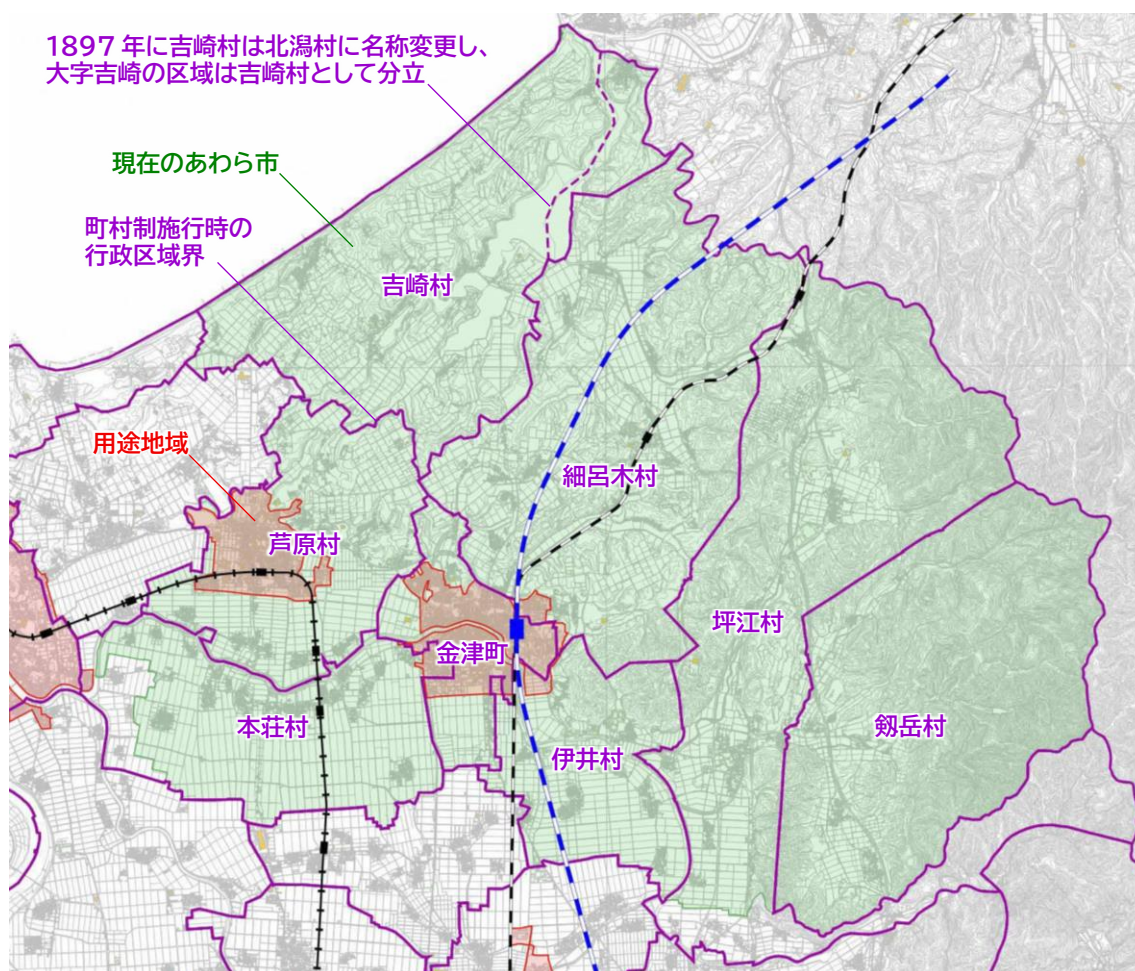 1897 年に吉崎村は北潟村に名称変更し、
大字吉崎の区域は吉崎村として分立
現在のあわら市
町村制施行時の
行政区域界
吉崎村
用途地域
細呂木村
芦原村
坪江村
金津町
本荘村
剱岳村
伊井村